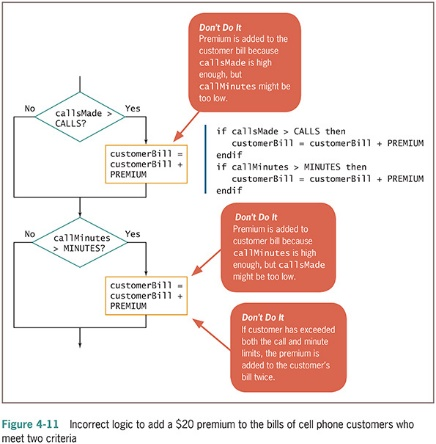 Don't Do It
Premium is added to the
customer bill because
callsMade is high
enough, but
callMinutes might be
too low.
No
callsMade >
CALLS?
Yes
customerBill =
customerBill +
PREMIUM
if callsMade > CALLS then
customerBill = customerBill + PREMIUM
endif
if callMinutes > MINUTES then
customerBill = customerBill + PREMIUM
endif
Don't Do It
Premium is added to
customer bill because
callMinutes is high
enough, but callsMade
might be too low.
No
callMinutes
> MINUTES?
Yes
customerBill =
customerBill +
PREMIUM
Don't Do It
If customer has exceeded
both the call and minute
limits, the premium is
added to the customer's
bill twice.
Figure 4-11 Incorrect logic to add a $20 premium to the bills of cell phone customers who
meet two criteria